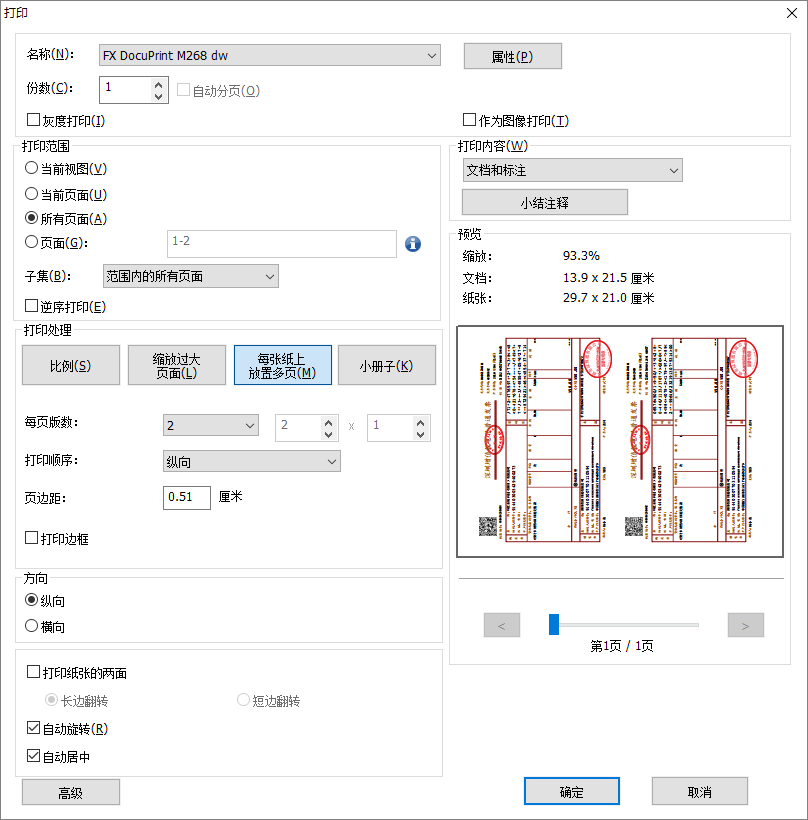 打印
名称(N):
FX DocuPrint M268 dw
属性(P)
份数(C):
1
自动分页(O)
灰度打印(I)
作为图像打印(T)
打印范围
当前视图(V)
当前页面(U)
所有页面(A)
页面(G):
1-2
子集(B):
范围内的所有页面
逆序打印(E)
打印内容(W)
文档和标注
小结注释
预览
缩放:
93.3%
文档:
13.9 x 21.5 厘米
纸张:
29.7 x 21.0 厘米
打印处理
比例(S)
缩放过大
页面(L)
每张纸上
放置多页(M)
小册子(K)
每页版数:
2
2
x
1
打印顺序:
纵向
页边距:
0.51
厘米
打印边框
方向
纵向
横向
<
>
第1页 / 1页
打印纸张的两面
长边翻转
短边翻转
自动旋转(R)
自动居中
高级
确定
取消